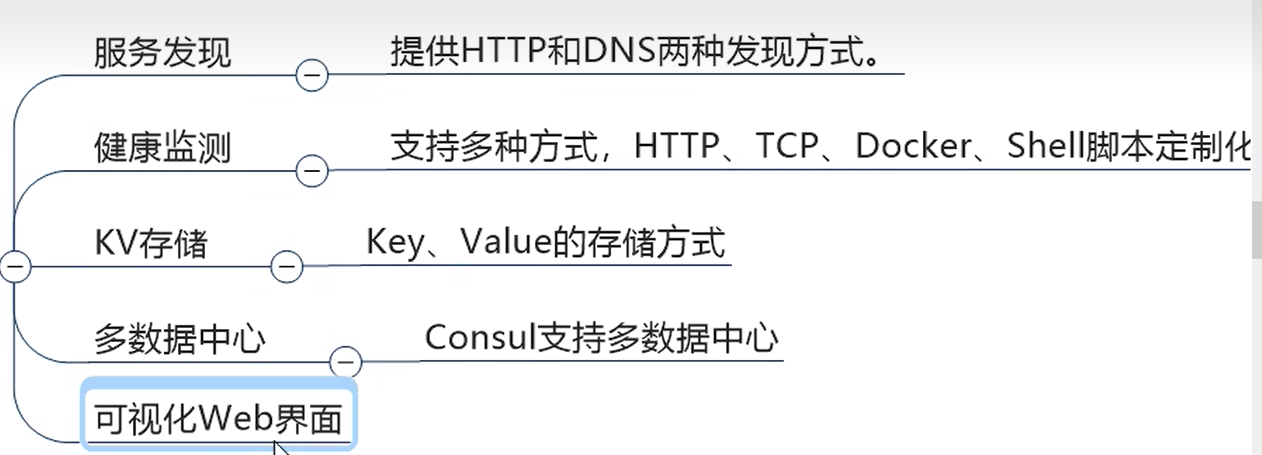 服务发现 提供HTTP和DNS两种发现方式。
健康监测 支持多种方式，HTTP、TCP、Docker、Shell脚本定制化
KV存储 Key、Value的存储方式
多数据中心 Consul支持多数据中心
可视化Web界面